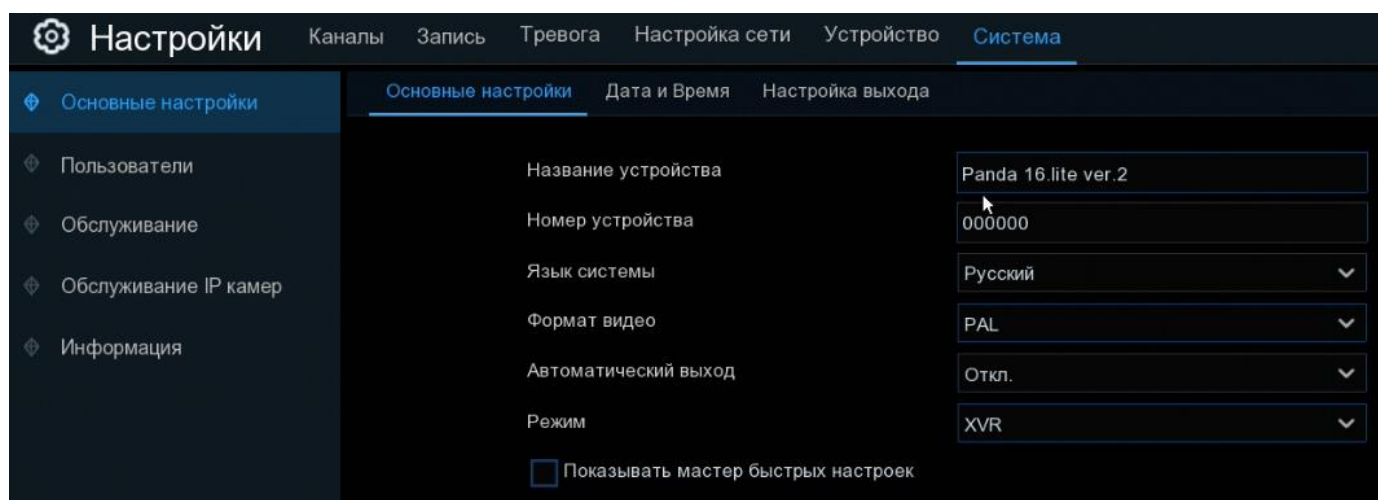 Настройки Каналы Запись Тревога Настройка сети Устройство Система
Основные настройки
Пользователи
Обслуживание
Обслуживание IP камер
Информация
Основные настройки Дата и Время Настройка выхода
Название устройства Panda 16.lite ver.2
Номер устройства 000000
Язык системы Русский
Формат видео PAL
Автоматический выход Откл.
Режим XVR
Показывать мастер быстрых настроек